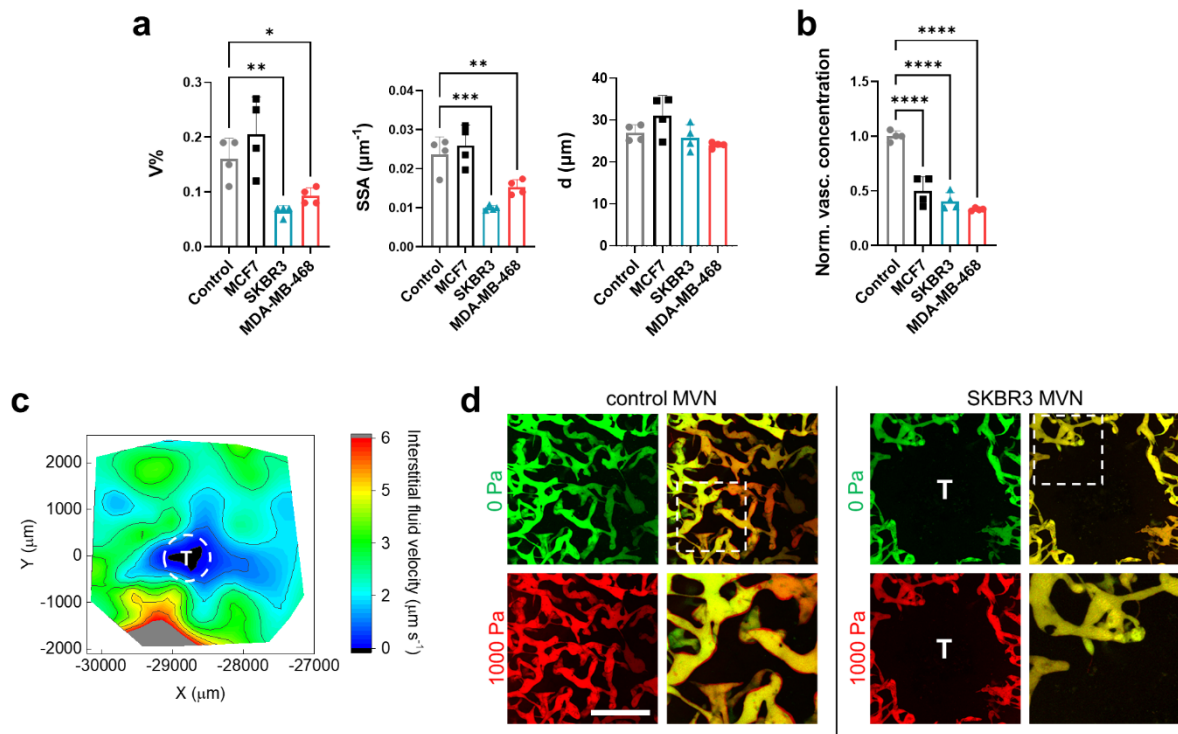 a
V%
0.3
0.2
0.1
0.0
*
**
Control
MCF7
SKBR3
MDA-MB-468
SSA (µm⁻¹)
0.04
0.03
0.02
0.01
0.00
**
***
Control
MCF7
SKBR3
MDA-MB-468
d (µm)
40
30
20
10
0
Control
MCF7
SKBR3
MDA-MB-468
b
Norm. vasc. concentration
1.5
1.0
0.5
0.0
****
****
****
Control
MCF7
SKBR3
MDA-MB-468
c
Y (µm)
2000
1000
0
-1000
-2000
T
-30000
-29000
-28000
-27000
X (µm)
6
5
3
2
0
Interstitial fluid velocity (µm s⁻¹)
d
control MVN
SKBR3 MVN
0 Pa
1000 Pa
0 Pa
T
1000 Pa
T